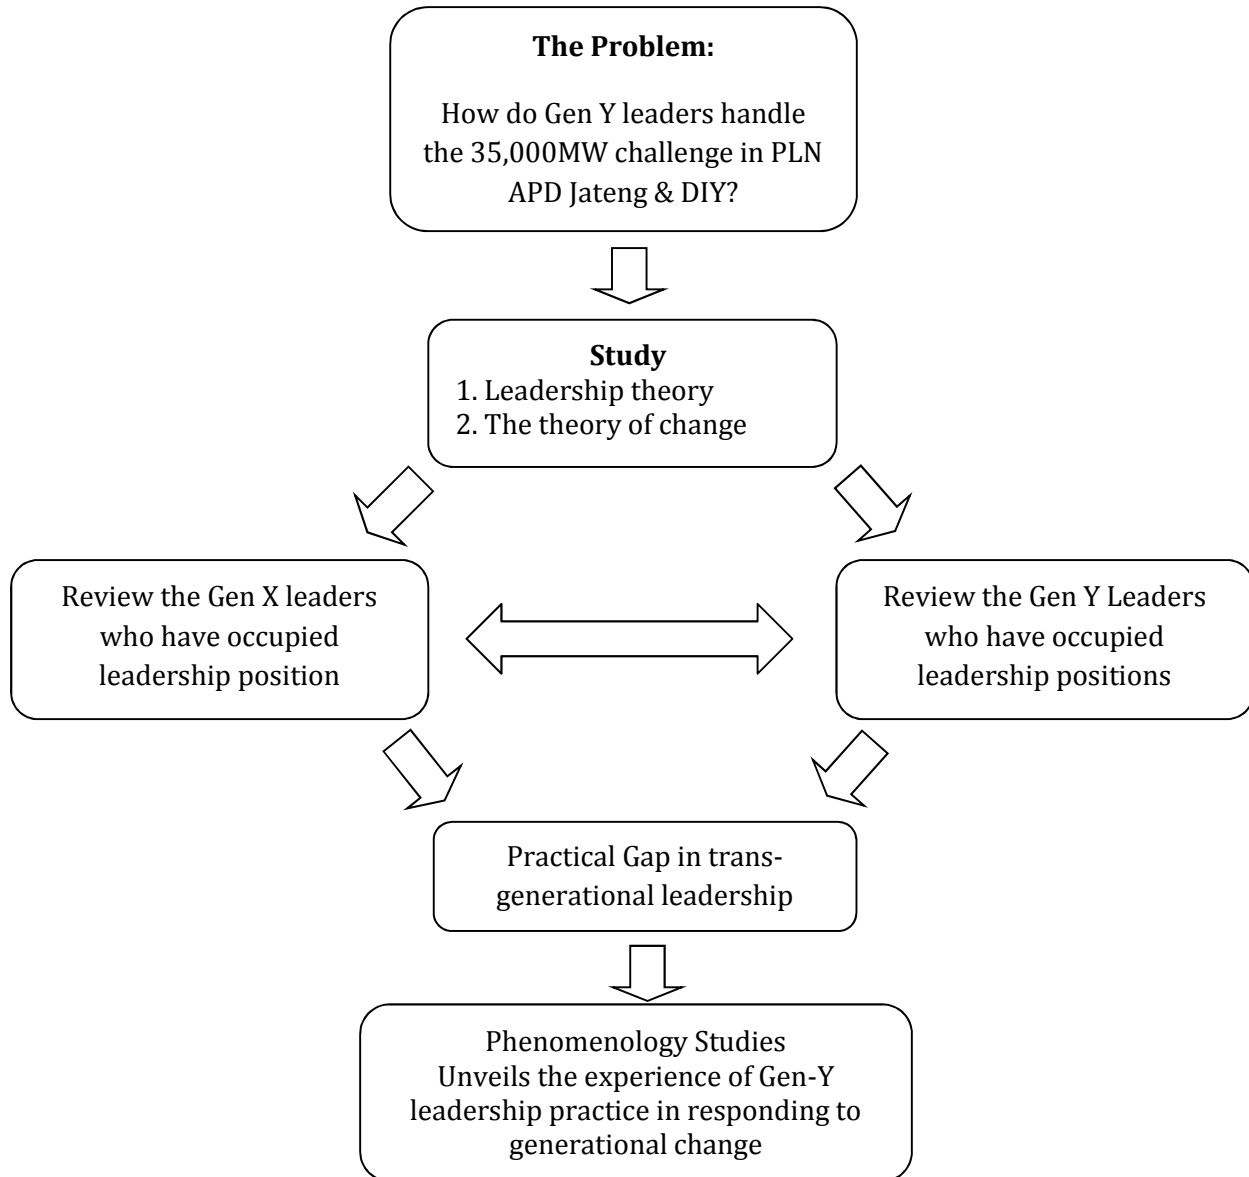 The Problem:
How do Gen Y leaders handle
the 35,000MW challenge in PLN
APD Jateng & DIY?
Study
1. Leadership theory
2. The theory of change
Review the Gen X leaders
who have occupied
leadership position
Review the Gen Y Leaders
who have occupied
leadership positions
Practical Gap in trans-
generational leadership
Phenomenology Studies
Unveils the experience of Gen-Y
leadership practice in responding to
generational change